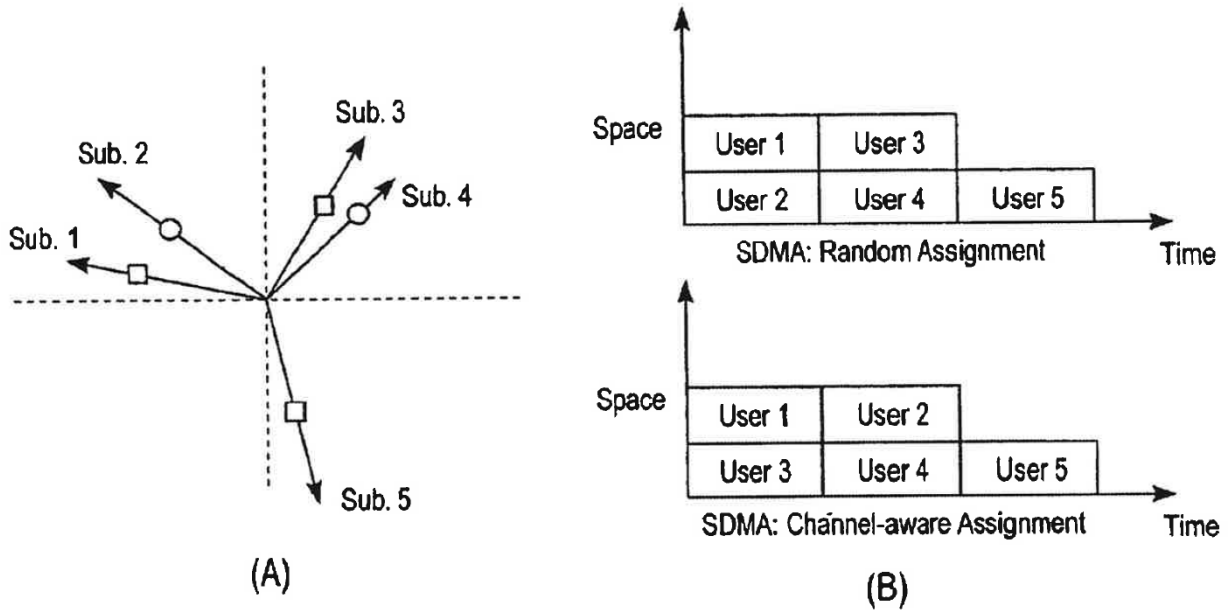 Sub. 3
Sub. 2
Sub. 4
Sub. 1
Sub. 5
(A)
Space
User 1 User 3
User 2 User 4 User 5
SDMA: Random Assignment Time
Space
User 1 User 2
User 3 User 4 User 5
SDMA: Channel-aware Assignment Time
(B)